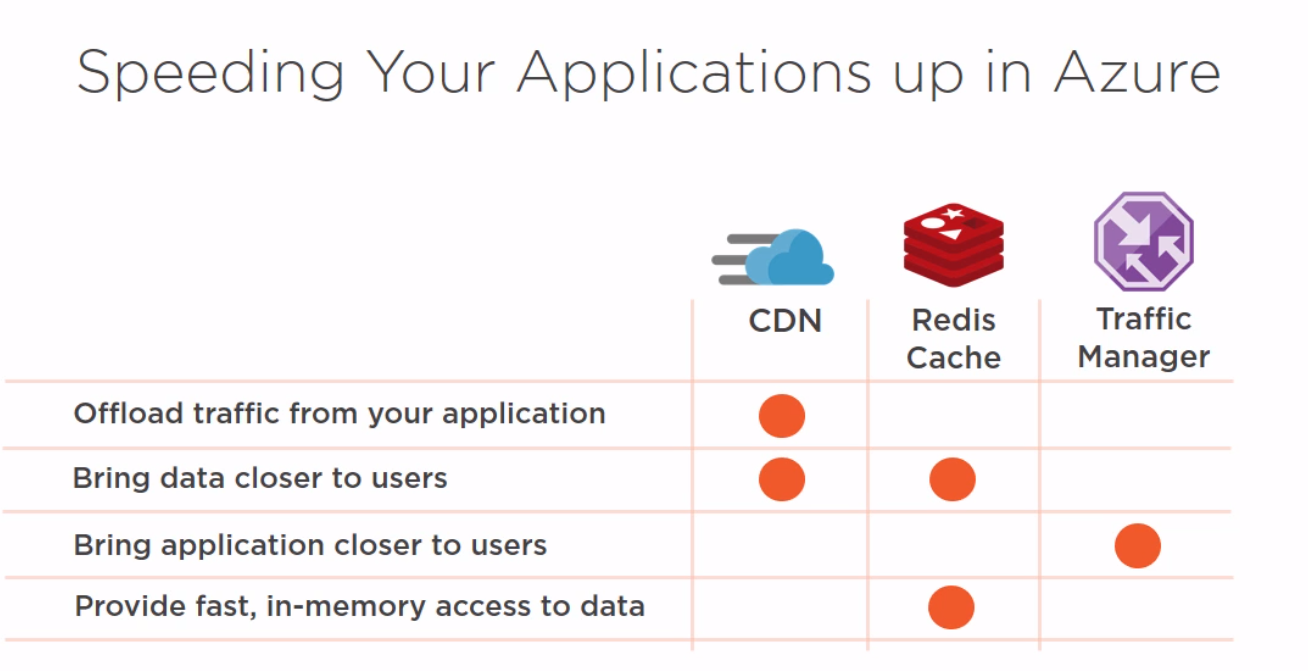 Speeding Your Applications up in Azure
CDN
Redis
Cache
Traffic
Manager
Offload traffic from your application
Bring data closer to users
Bring application closer to users
Provide fast, in-memory access to data